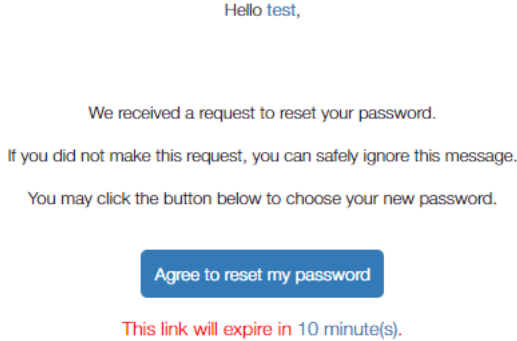 Hello test,
We received a request to reset your password.
If you did not make this request, you can safely ignore this message.
You may click the button below to choose your new password.
Agree to reset my password
This link will expire in 10 minute(s).